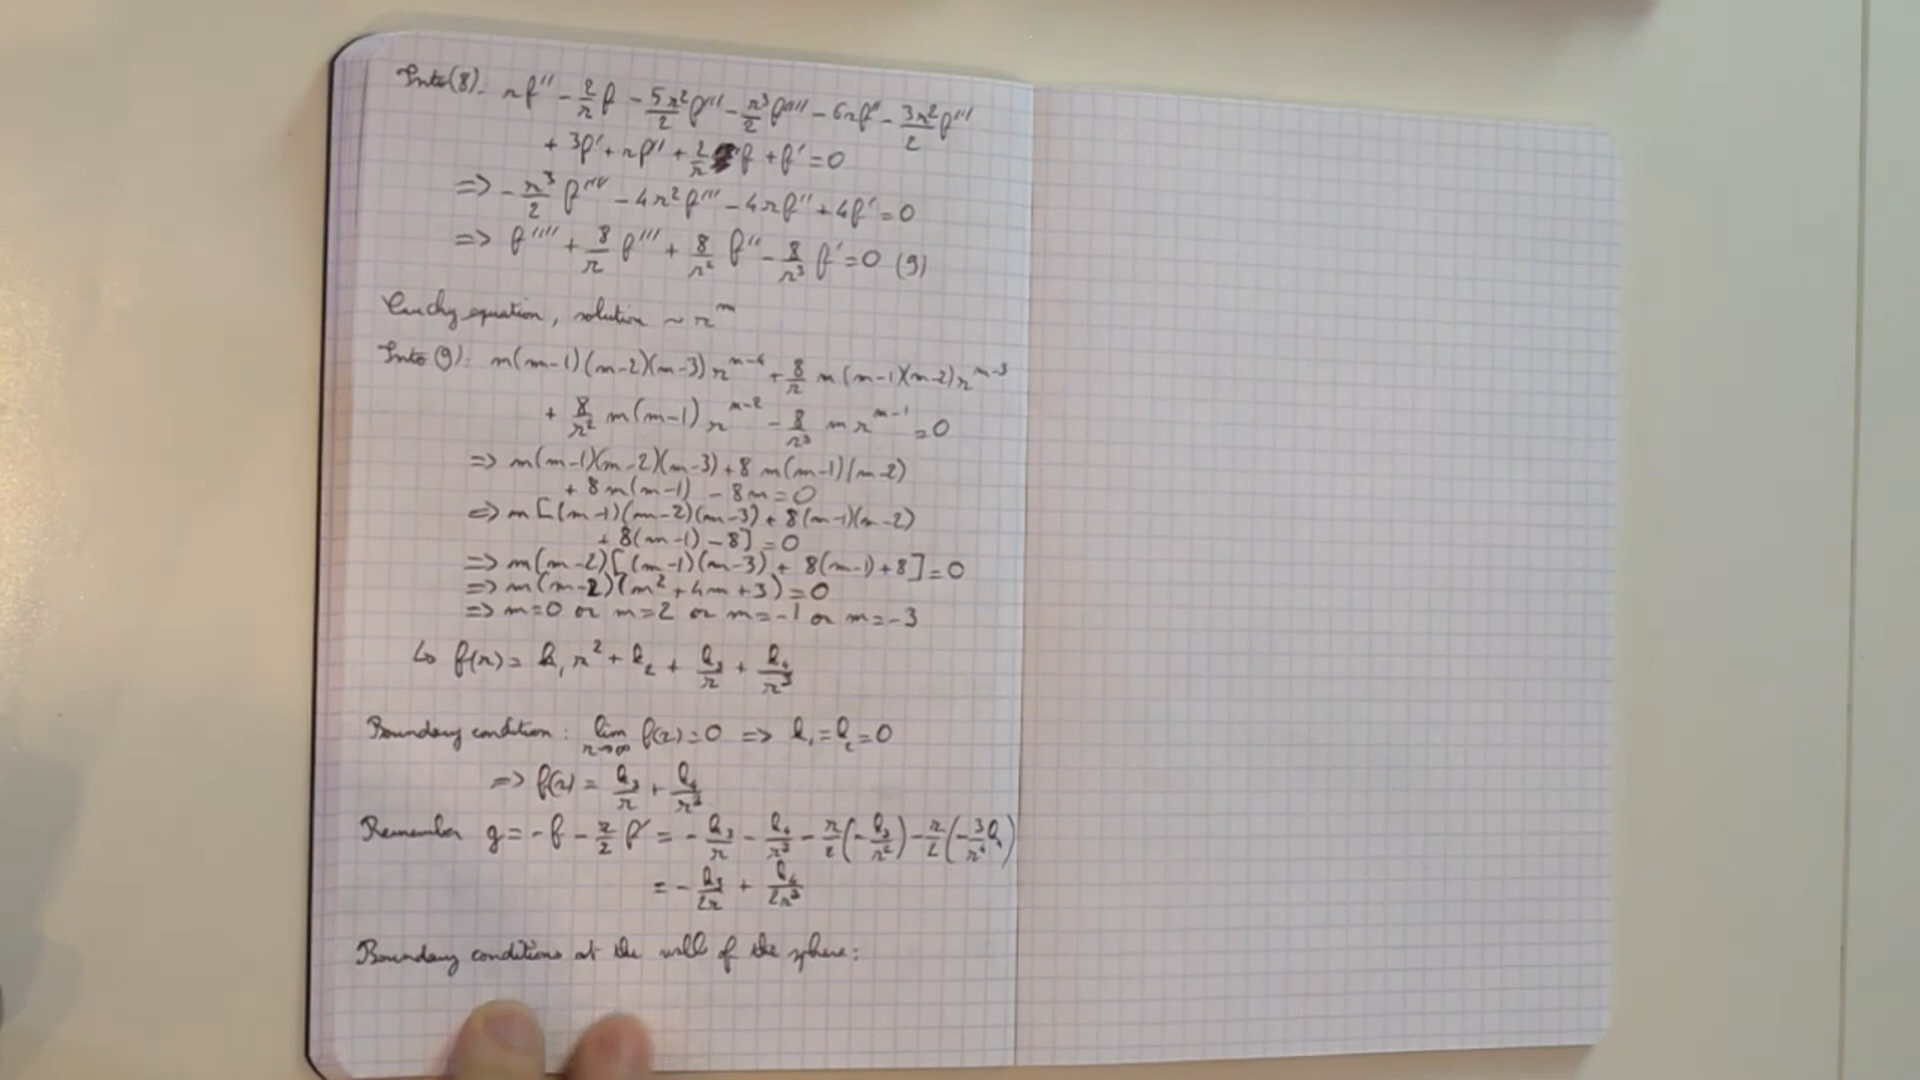 Into (8): rf'' - 2/r f - 5r²/2 f''' - r³/2 f'''' - 6rf'' - 3r²/2 f'''
+ 3f' + rf'' + 2/r f + f' = 0
=> - r³/2 f'''' - 4r² f''' - 4rf'' + 4f' = 0
=> f'''' + 8/r f''' + 8/r² f'' - 8/r³ f' = 0 (9)
Cauchy equation, solution ~ r^m
Into (9): m(m-1)(m-2)(m-3) r^(m-4) + 8/r m(m-1)(m-2) r^(m-3)
+ 8/r² m(m-1) r^(m-2) - 8/r³ m r^(m-1) = 0
=> m(m-1)(m-2)(m-3) + 8 m(m-1)(m-2)
+ 8m(m-1) - 8m = 0
=> m[(m-1)(m-2)(m-3) + 8(m-1)(m-2)
+ 8(m-1) - 8] = 0
=> m(m-2)[(m-1)(m-3) + 8(m-1) + 8] = 0
=> m(m-2)(m² + 4m + 3) = 0
=> m=0 or m=2 or m=-1 or m=-3
↳ f(r) = k₁r² + k₂ + k₃/r + k₄/r³
Boundary condition: lim r→∞ f(r) = 0 => k₁ = k₂ = 0
=> f(r) = k₃/r + k₄/r³
Remember g = -f - r/2 f' = - k₃/r - k₄/r³ - r/2(- k₃/r²) - r/2(- 3k₄/r⁴)
= - k₃/2r + k₄/2r³
Boundary conditions at the wall of the sphere: